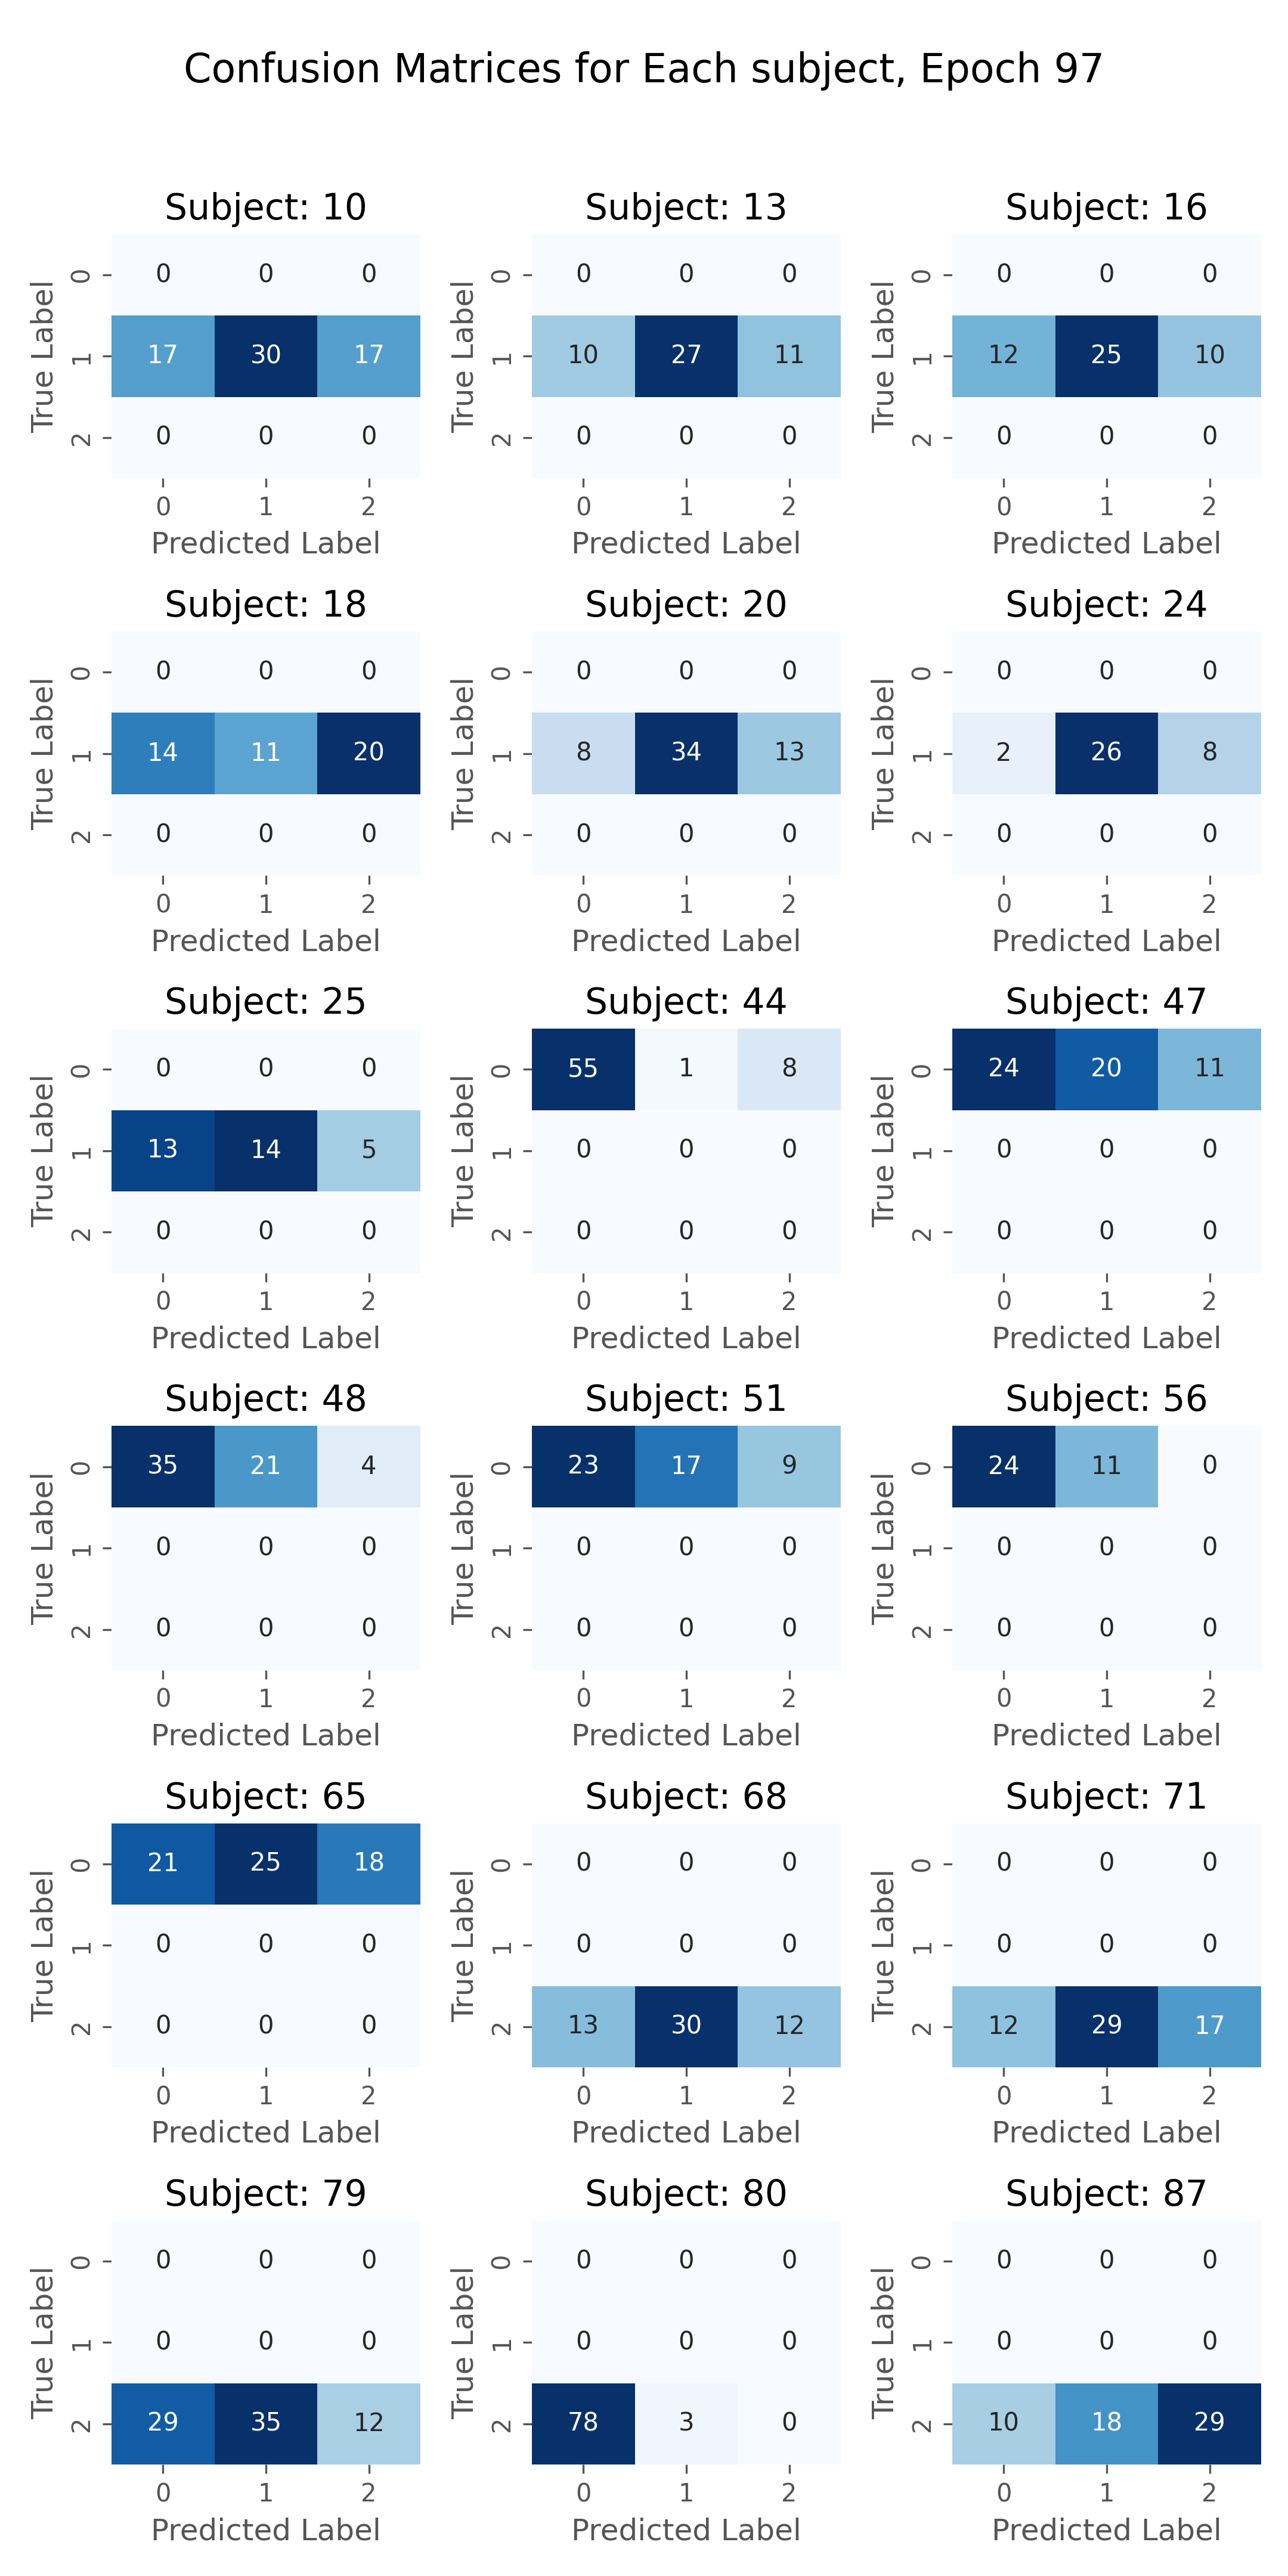 Confusion Matrices for Each subject, Epoch 97
Subject: 10 Subject: 13 Subject: 16
True Label 0 0 0 0 True Label 0 0 0 0 True Label 0 0 0 0
1 17 30 17 1 10 27 11 1 12 25 10
2 0 0 0 2 0 0 0 2 0 0 0
0 1 2 0 1 2 0 1 2
Predicted Label Predicted Label Predicted Label
Subject: 18 Subject: 20 Subject: 24
True Label 0 0 0 0 True Label 0 0 0 0 True Label 0 0 0 0
1 14 11 20 1 8 34 13 1 2 26 8
2 0 0 0 2 0 0 0 2 0 0 0
0 1 2 0 1 2 0 1 2
Predicted Label Predicted Label Predicted Label
Subject: 25 Subject: 44 Subject: 47
True Label 0 0 0 0 True Label 0 55 1 8 True Label 0 24 20 11
1 13 14 5 1 0 0 0 1 0 0 0
2 0 0 0 2 0 0 0 2 0 0 0
0 1 2 0 1 2 0 1 2
Predicted Label Predicted Label Predicted Label
Subject: 48 Subject: 51 Subject: 56
True Label 0 35 21 4 True Label 0 23 17 9 True Label 0 24 11 0
1 0 0 0 1 0 0 0 1 0 0 0
2 0 0 0 2 0 0 0 2 0 0 0
0 1 2 0 1 2 0 1 2
Predicted Label Predicted Label Predicted Label
Subject: 65 Subject: 68 Subject: 71
True Label 0 21 25 18 True Label 0 0 0 0 True Label 0 0 0 0
1 0 0 0 1 0 0 0 1 0 0 0
2 0 0 0 2 13 30 12 2 12 29 17
0 1 2 0 1 2 0 1 2
Predicted Label Predicted Label Predicted Label
Subject: 79 Subject: 80 Subject: 87
True Label 0 0 0 0 True Label 0 0 0 0 True Label 0 0 0 0
1 0 0 0 1 0 0 0 1 0 0 0
2 29 35 12 2 78 3 0 2 10 18 29
0 1 2 0 1 2 0 1 2
Predicted Label Predicted Label Predicted Label